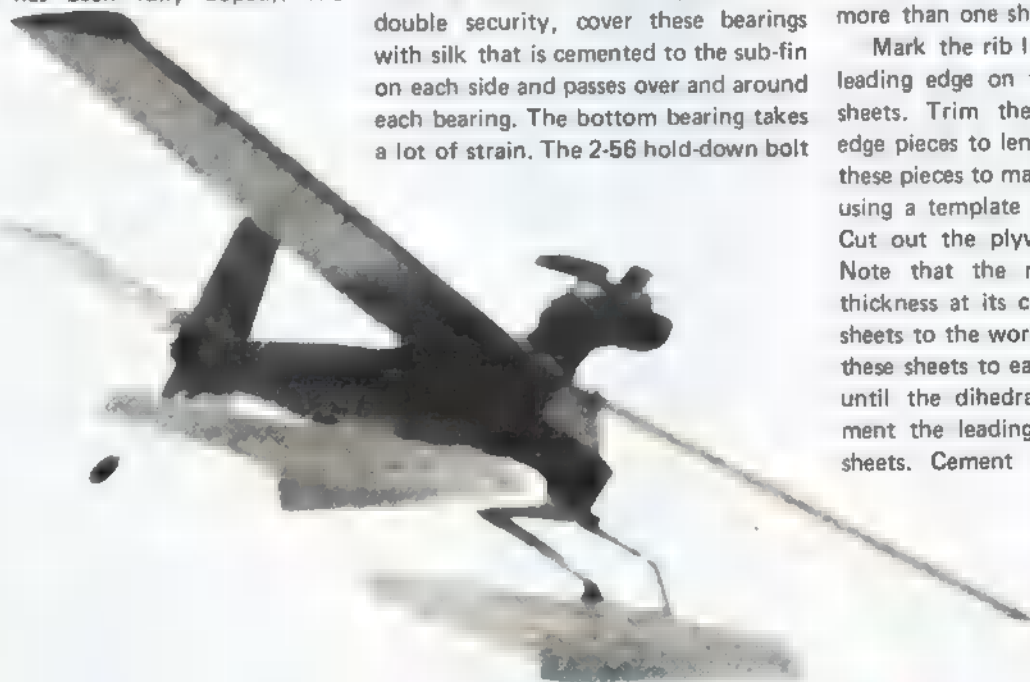 double security, cover these bearings
with silk that is cemented to the sub-fin
on each side and passes over and around
each bearing. The bottom bearing takes
a lot of strain. The 2-56 hold-down bolt
more than one sh
Mark the rib l
leading edge on
sheets. Trim the
edge pieces to len
these pieces to ma
using a template
Cut out the plyw
Note that the
thickness at its c
sheets to the wor
these sheets to ea
until the dihedra
ment the leading
sheets. Cement